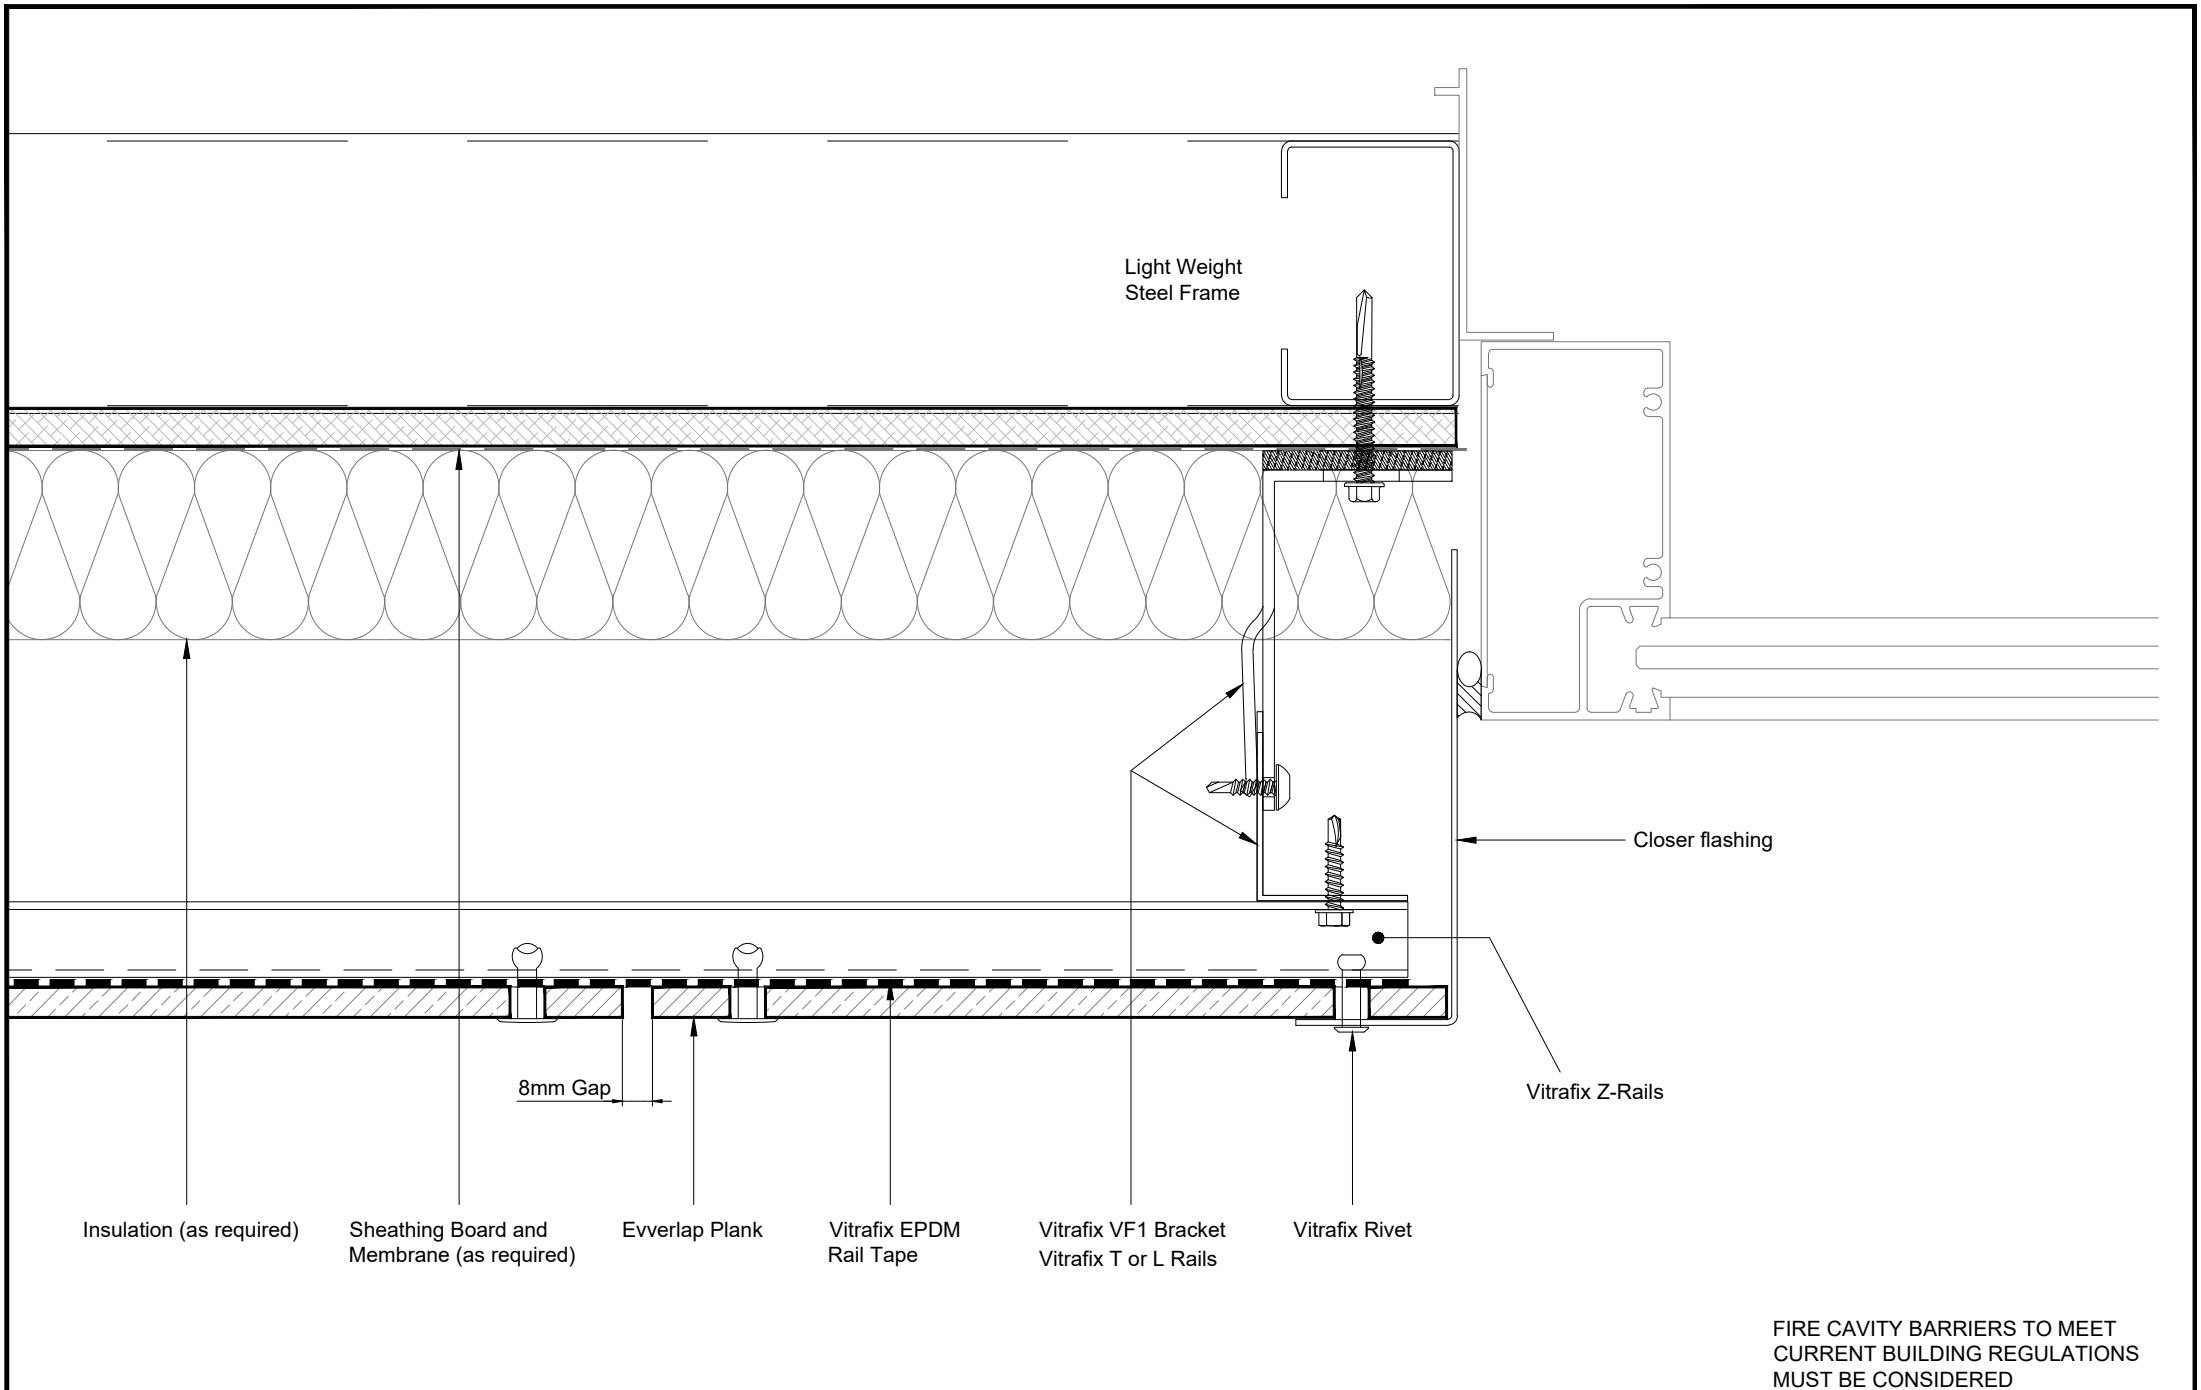 Light Weight
Steel Frame
Closer flashing
8mm Gap
Vitrafix Z-Rails
Insulation (as required)
Sheathing Board and
Membrane (as required)
Evverlap Plank
Vitrafix EPDM
Rail Tape
Vitrafix VF1 Bracket
Vitrafix T or L Rails
Vitrafix Rivet
FIRE CAVITY BARRIERS TO MEET
CURRENT BUILDING REGULATIONS
MUST BE CONSIDERED